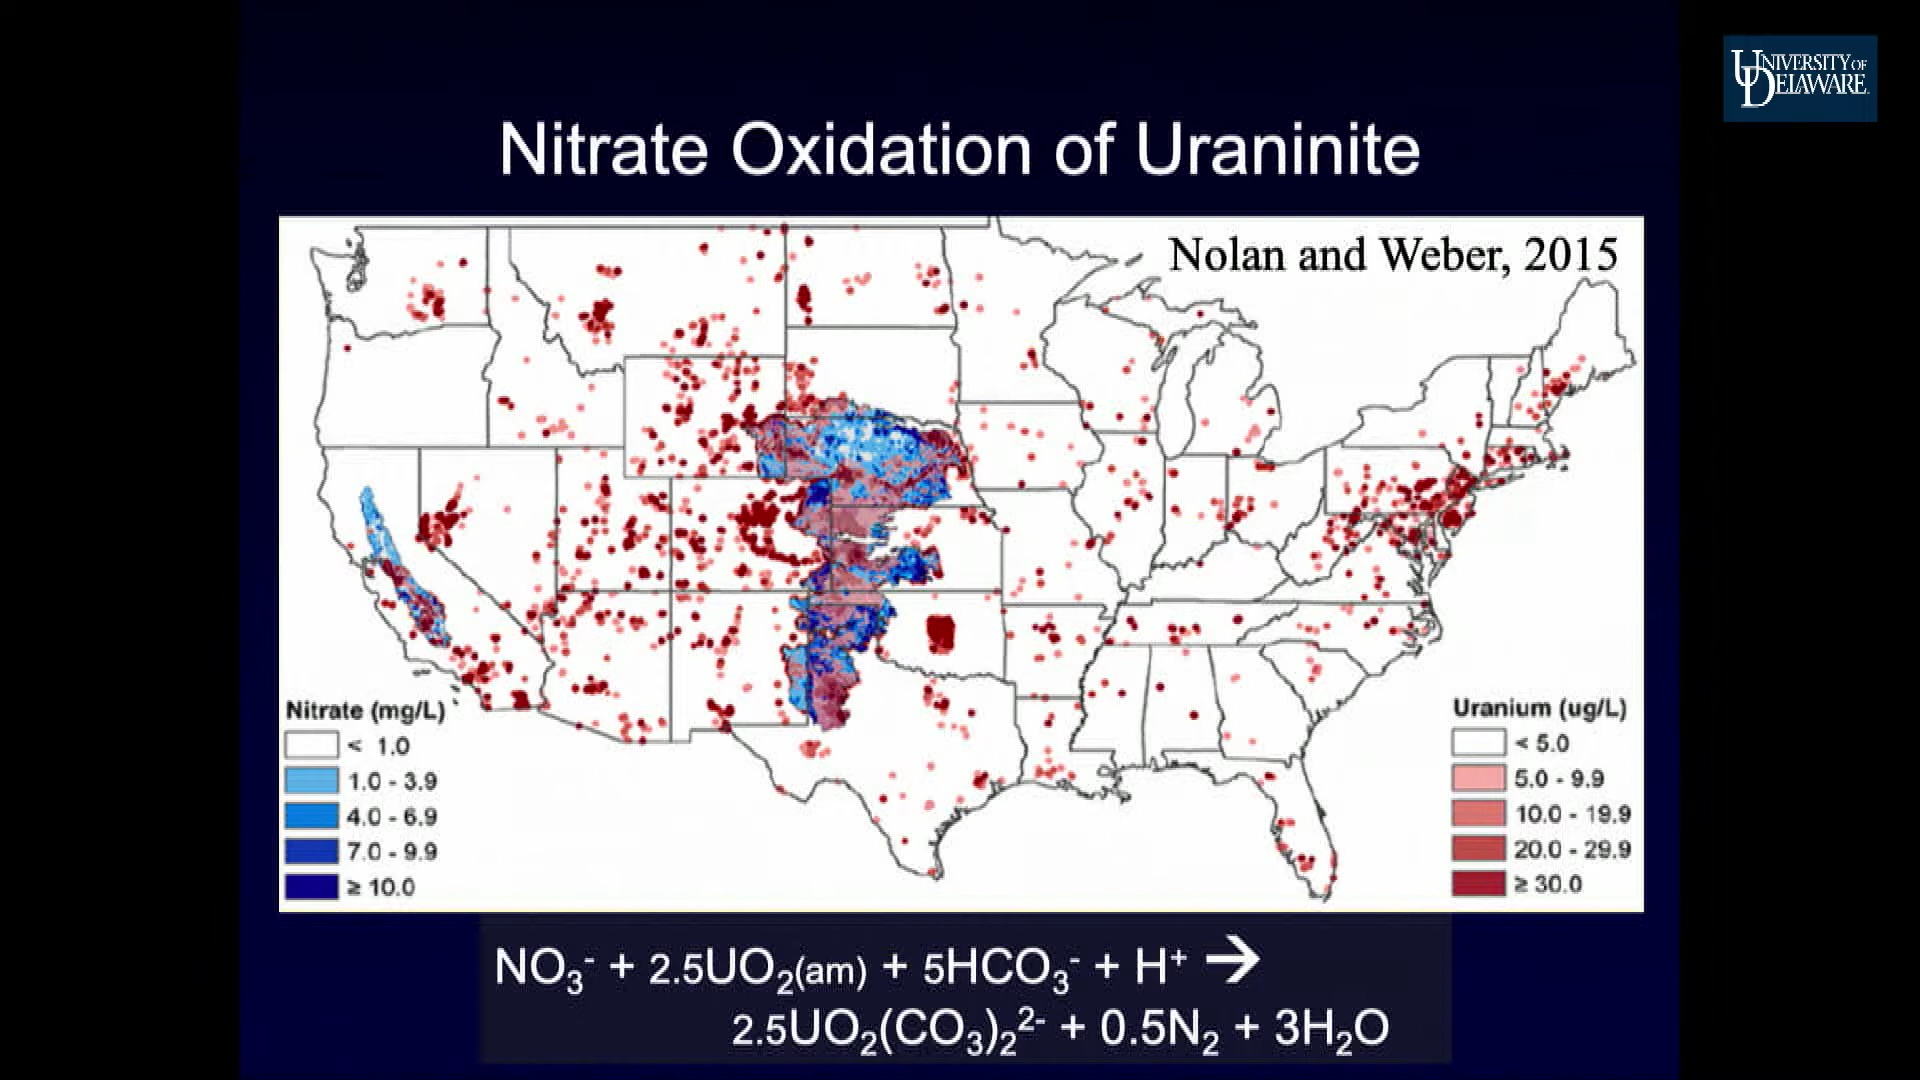 UNIVERSITY OF
DELAWARE
Nitrate Oxidation of Uraninite
Nolan and Weber, 2015
Nitrate (mg/L)
< 1.0
1.0 - 3.9
4.0 - 6.9
7.0 - 9.9
≥ 10.0
Uranium (ug/L)
< 5.0
5.0 - 9.9
10.0 - 19.9
20.0 - 29.9
≥ 30.0
NO₃⁻ + 2.5UO₂(am) + 5HCO₃⁻ + H⁺ →
2.5UO₂(CO₃)₂²⁻ + 0.5N₂ + 3H₂O